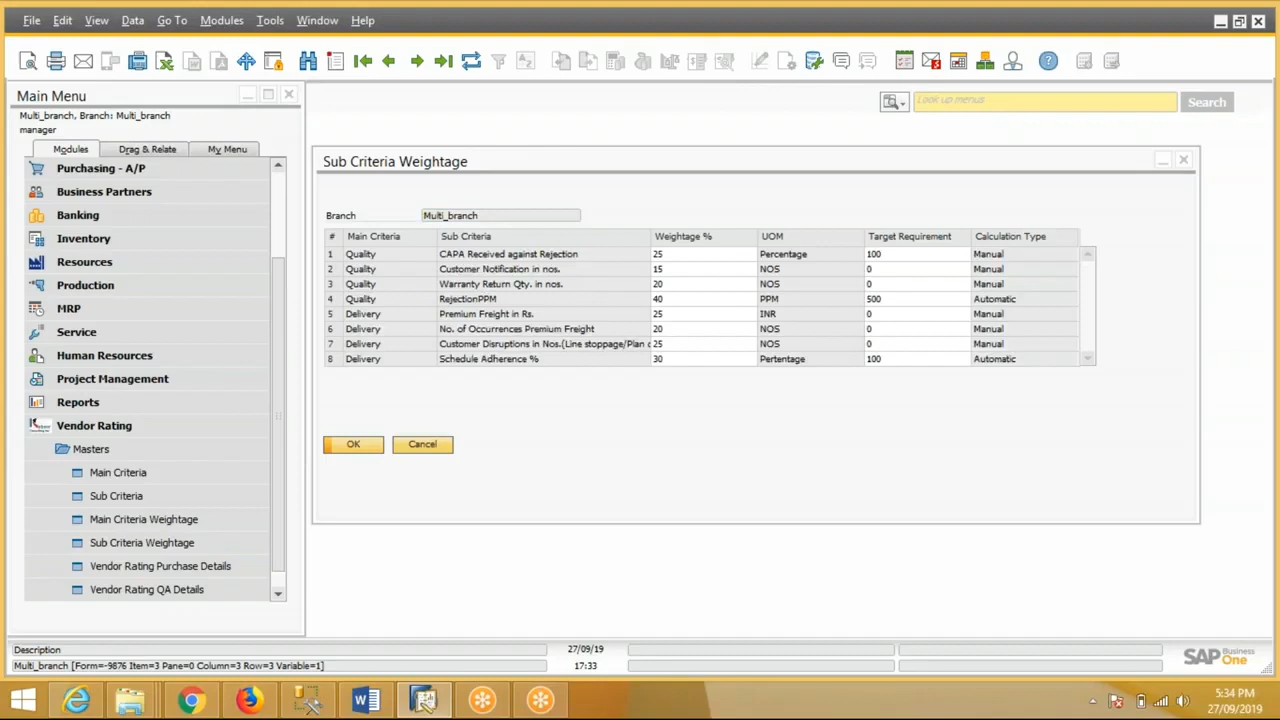 File Edit View Data Go To Modules Tools Window Help
Main Menu
Multi_branch, Branch: Multi_branch
manager
Modules Drag & Relate My Menu
Look up menus Search
Purchasing - A/P
Business Partners
Banking
Inventory
Resources
Production
MRP
Service
Human Resources
Project Management
Reports
Vendor Rating
Masters
Main Criteria
Sub Criteria
Main Criteria Weightage
Sub Criteria Weightage
Vendor Rating Purchase Details
Vendor Rating QA Details
Sub Criteria Weightage
Branch Multi_branch
# Main Criteria Sub Criteria Weightage % UOM Target Requirement Calculation Type
1 Quality CAPA Received against Rejection 25 Percentage 100 Manual
2 Quality Customer Notification in nos. 15 NOS 0 Manual
3 Quality Warranty Return Qty. in nos. 20 NOS 0 Manual
4 Quality RejectionPPM 40 PPM 500 Automatic
5 Delivery Premium Freight in Rs. 25 INR 0 Manual
6 Delivery No. of Occurrences Premium Freight 20 NOS 0 Manual
7 Delivery Customer Disruptions in Nos.(Line stoppage/Plan 25 NOS 0 Manual
8 Delivery Schedule Adherence % 30 Pertentage 100 Automatic
OK Cancel
Description 27/09/19
Multi_branch [Form=-9876 Item=3 Pane=0 Column=3 Row=3 Variable=1] 17:33
SAP Business One
5:34 PM
27/09/2019